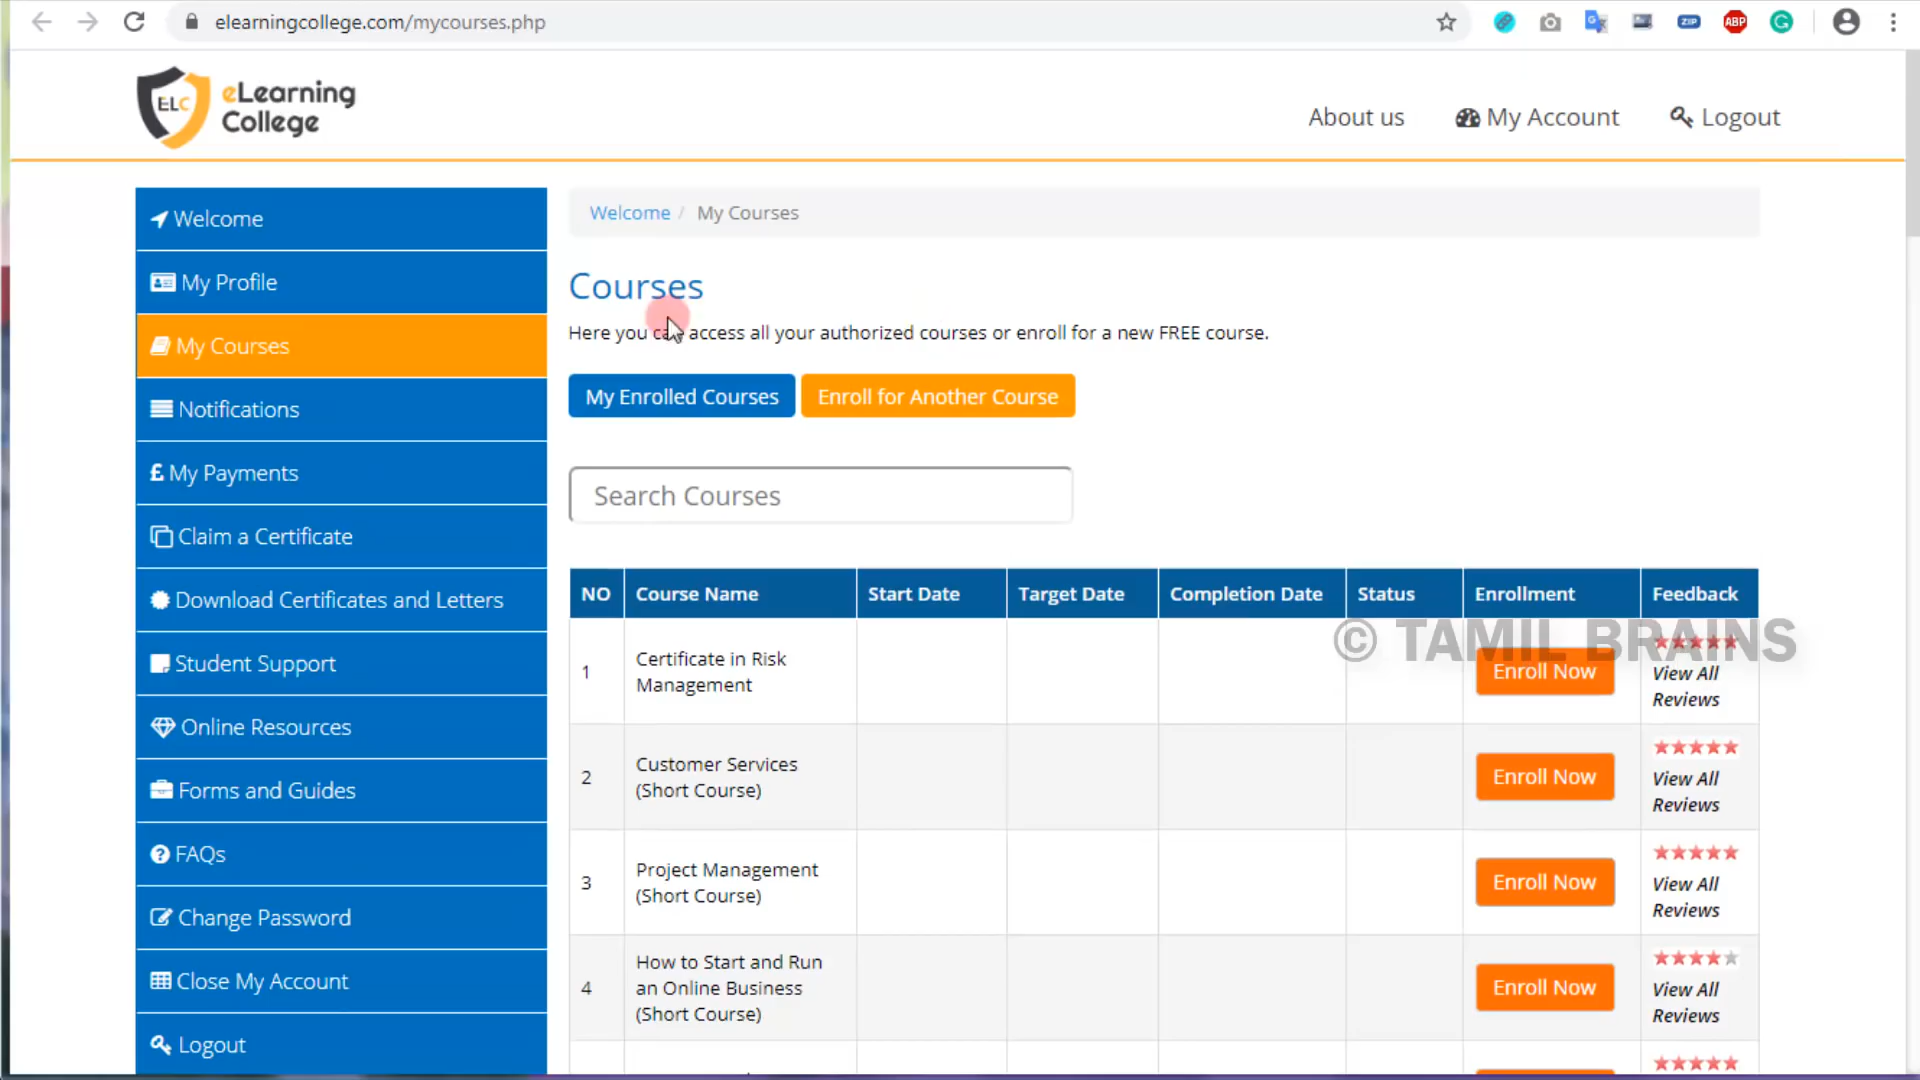 elearningcollege.com/mycourses.php
ZIP
ABP
ELC
eLearning
College
About us
My Account
Logout
Welcome
My Profile
My Courses
Notifications
£ My Payments
Claim a Certificate
Download Certificates and Letters
Student Support
Online Resources
Forms and Guides
FAQs
Change Password
Close My Account
Logout
Welcome / My Courses
Courses
Here you can access all your authorized courses or enroll for a new FREE course.
My Enrolled Courses
Enroll for Another Course
Search Courses
NO Course Name Start Date Target Date Completion Date Status Enrollment Feedback
© TAMIL BRAINS
1 Certificate in Risk
Management
Enroll Now
View All
Reviews
2 Customer Services
(Short Course)
Enroll Now
View All
Reviews
3 Project Management
(Short Course)
Enroll Now
View All
Reviews
4 How to Start and Run
an Online Business
(Short Course)
Enroll Now
View All
Reviews